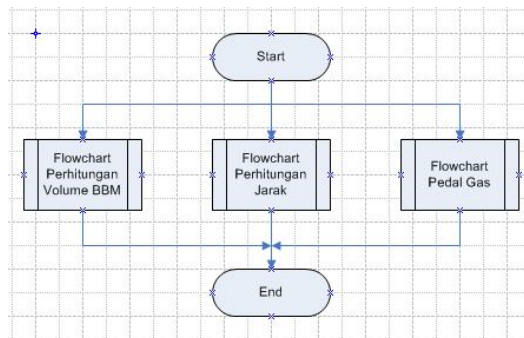 Start
Flowchart
Perhitungan
Volume BBM
Flowchart
Perhitungan
Jarak
Flowchart
Pedal Gas
End